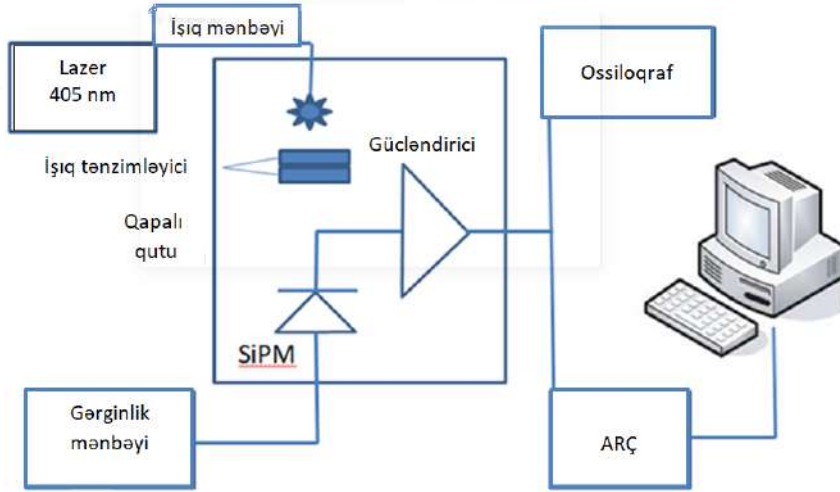 İşıq mənbəyi
Lazer
405 nm
Ossiloqraf
Gücləndirici
İşıq tənzimləyici
Qapalı
qutu
SiPM
Gərginlik
mənbəyi
ARÇ